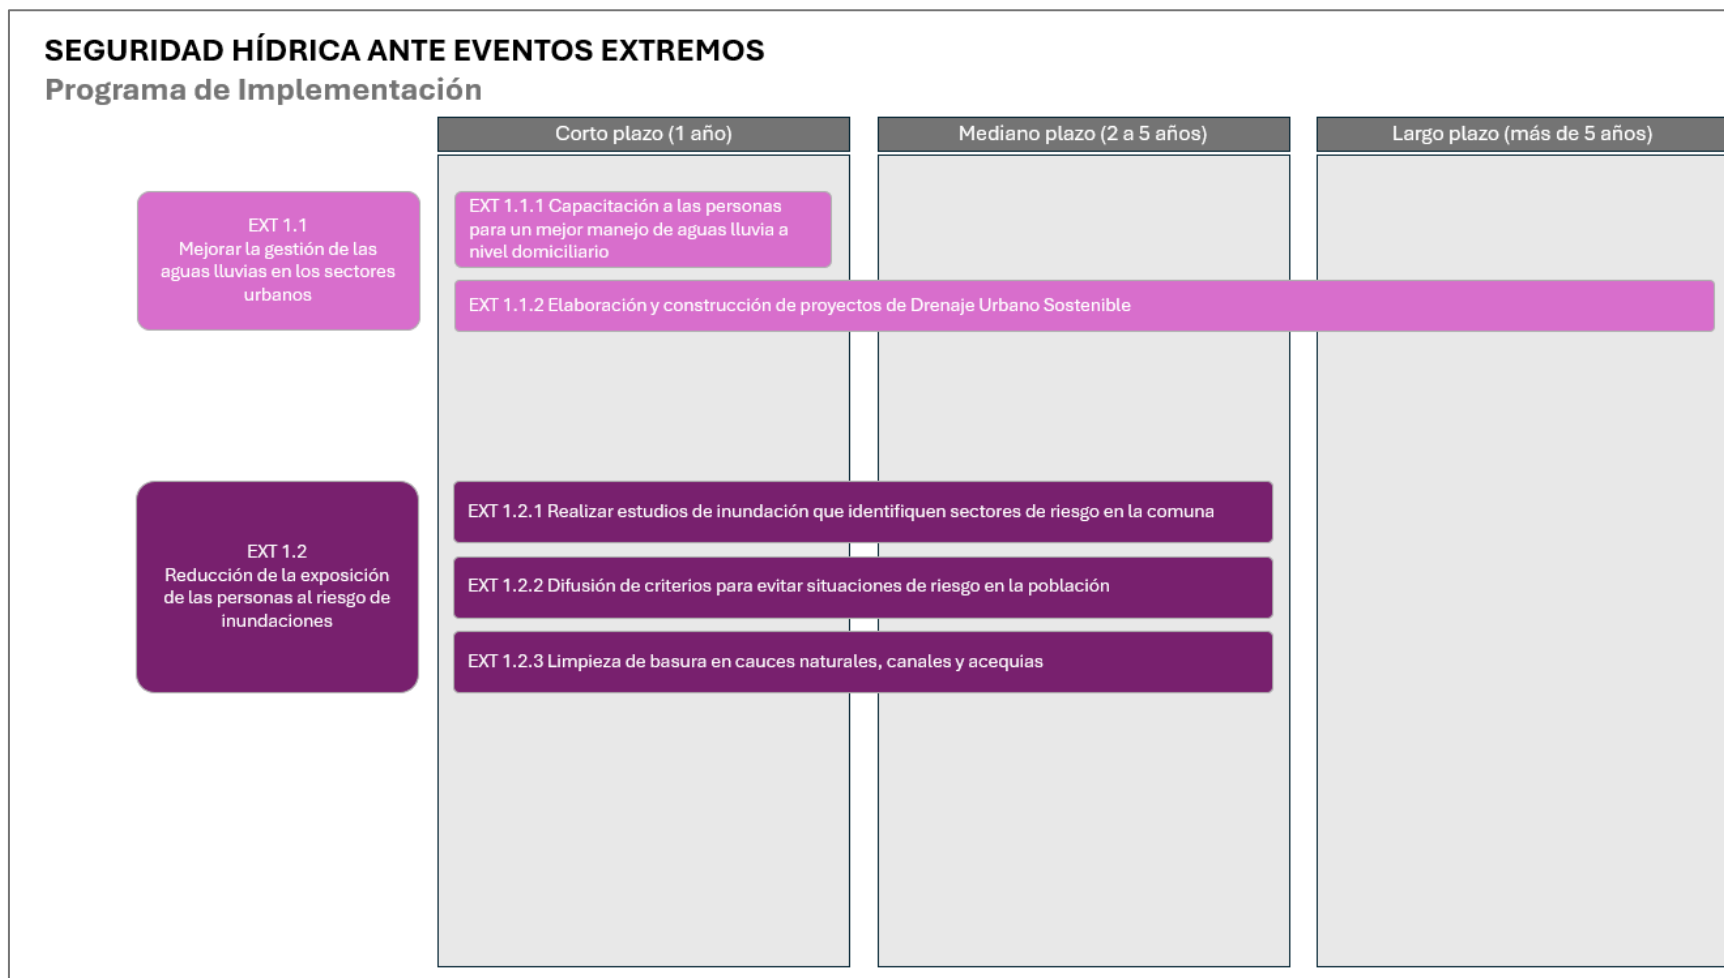 SEGURIDAD HÍDRICA ANTE EVENTOS EXTREMOS
Programa de Implementación
Corto plazo (1 año)
Mediano plazo (2 a 5 años)
Largo plazo (más de 5 años)
EXT 1.1
Mejorar la gestión de las
aguas lluvias en los sectores
urbanos
EXT 1.1.1 Capacitación a las personas
para un mejor manejo de aguas lluvia a
nivel domiciliario
EXT 1.1.2 Elaboración y construcción de proyectos de Drenaje Urbano Sostenible
EXT 1.2
Reducción de la exposición
de las personas al riesgo de
inundaciones
EXT 1.2.1 Realizar estudios de inundación que identifiquen sectores de riesgo en la comuna
EXT 1.2.2 Difusión de criterios para evitar situaciones de riesgo en la población
EXT 1.2.3 Limpieza de basura en cauces naturales, canales y acequias